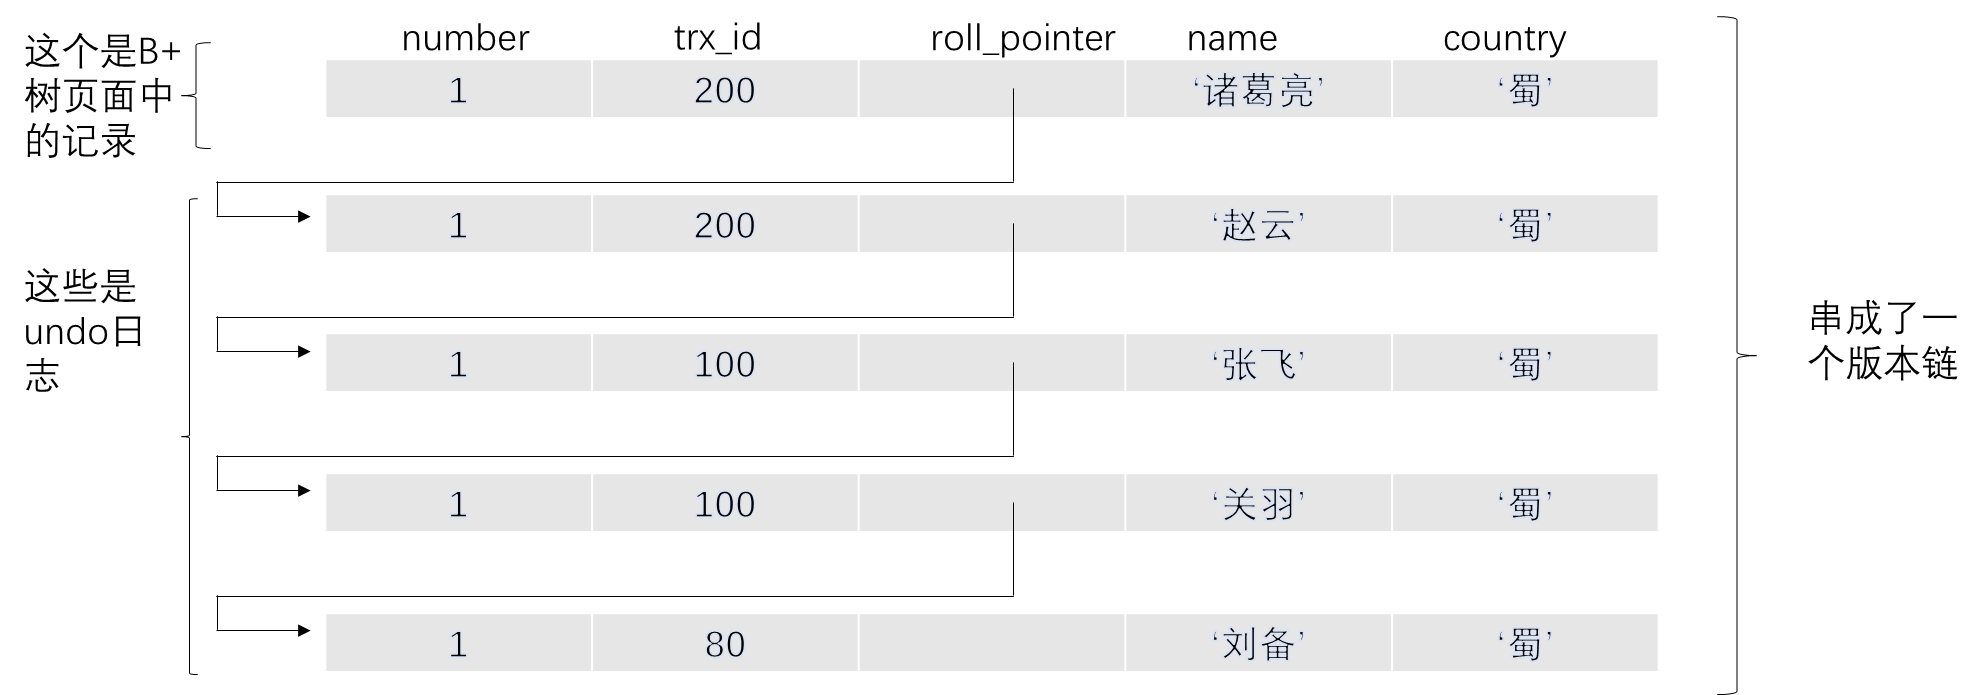 number trx_id roll_pointer name country
这个是B+
树页面中
的记录
1 200 ‘诸葛亮’ ‘蜀’
1 200 ‘赵云’ ‘蜀’
这些是
undo日
志
1 100 ‘张飞’ ‘蜀’
1 100 ‘关羽’ ‘蜀’
1 80 ‘刘备’ ‘蜀’
串成了一
个版本链